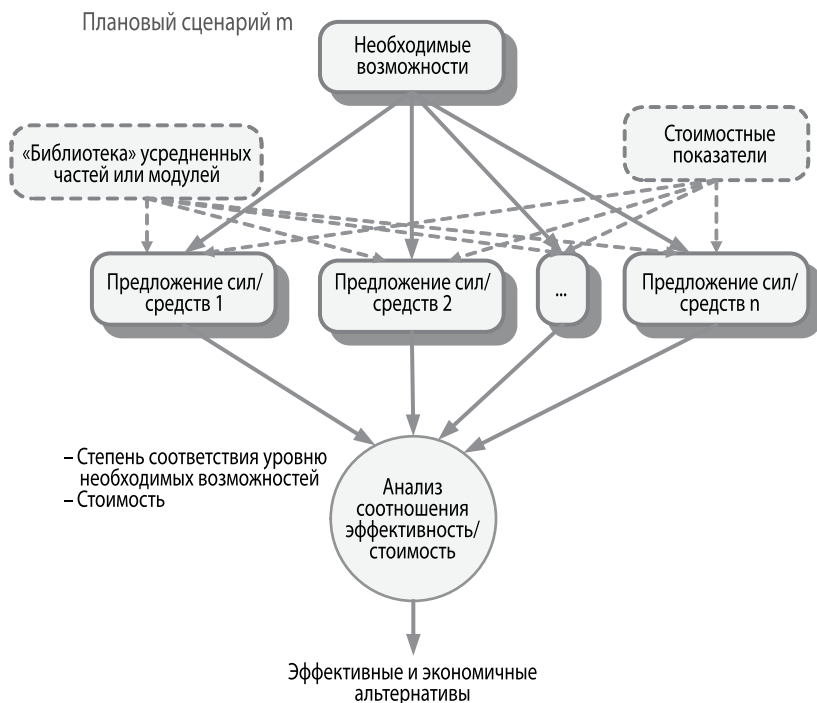 Плановый сценарий m
Необходимые
возможности
«Библиотека» усредненных
частей или модулей
Стоимостные
показатели
Предложение сил/
средств 1
Предложение сил/
средств 2
...
Предложение сил/
средств n
– Степень соответствия уровню
необходимых возможностей
– Стоимость
Анализ
соотношения
эффективность/
стоимость
Эффективные и экономичные
альтернативы